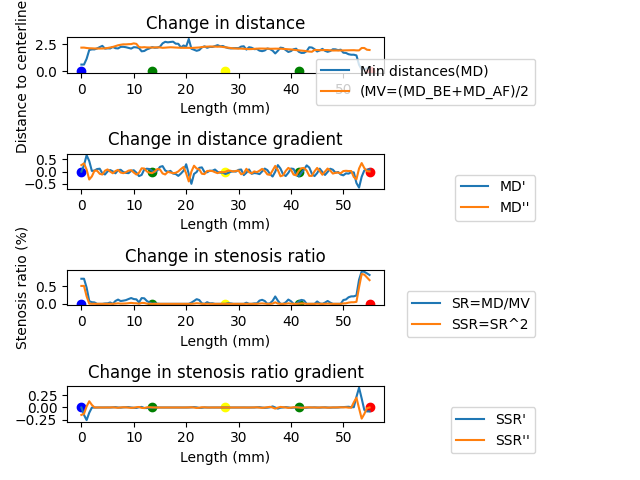 Change in distance
Distance to centerline
2.5
0.0
0 10 20 30 40 50
Length (mm)
Min distances(MD)
(MV=(MD_BE+MD_AF)/2
Change in distance gradient
0.5
0.0
−0.5
0 10 20 30 40 50
Length (mm)
MD'
MD''
Change in stenosis ratio
Stenosis ratio (%)
0.5
0.0
0 10 20 30 40 50
Length (mm)
SR=MD/MV
SSR=SR^2
Change in stenosis ratio gradient
0.25
0.00
−0.25
0 10 20 30 40 50
Length (mm)
SSR'
SSR''